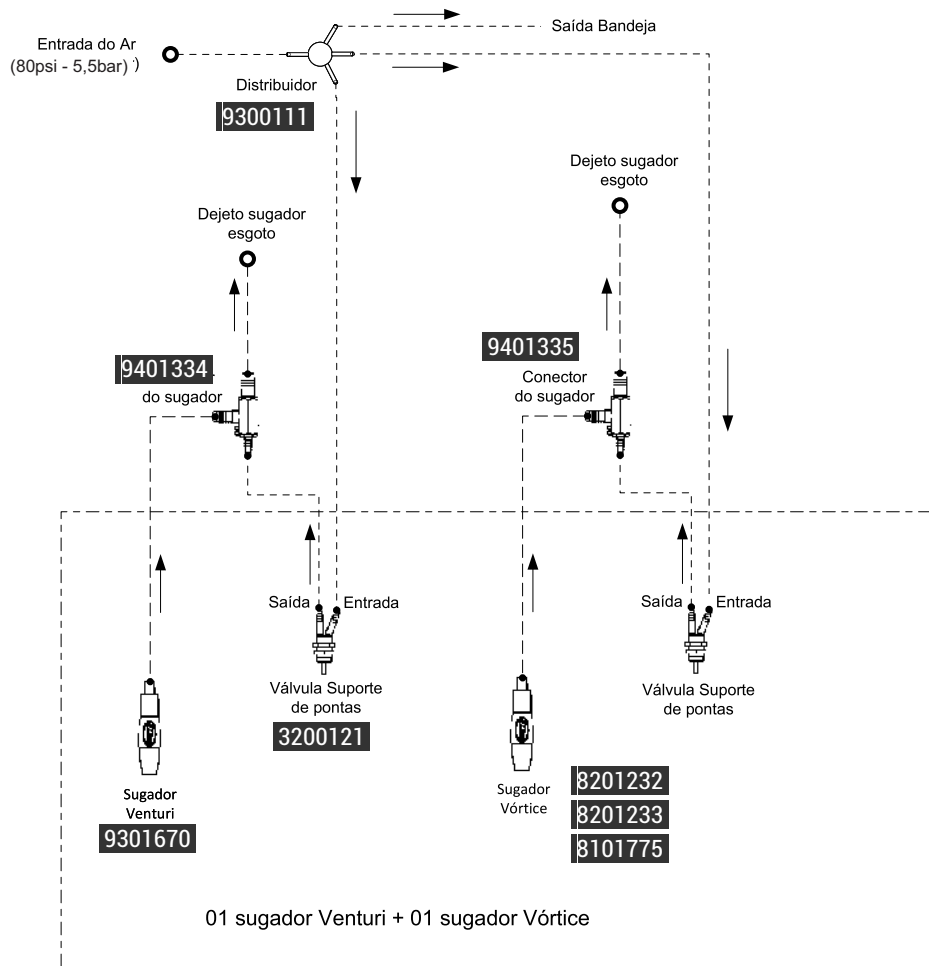 Saída Bandeja
Entrada do Ar
(80psi - 5,5bar) )
Distribuidor
9300111
Dejeto sugador
esgoto
Dejeto sugador
esgoto
9401334
do sugador
9401335
Conector
do sugador
Saída
Entrada
Saída
Entrada
Válvula Suporte
de pontas
3200121
Válvula Suporte
de pontas
Sugador
Venturi
9301670
Sugador
Vórtice
8201232
8201233
8101775
01 sugador Venturi + 01 sugador Vórtice